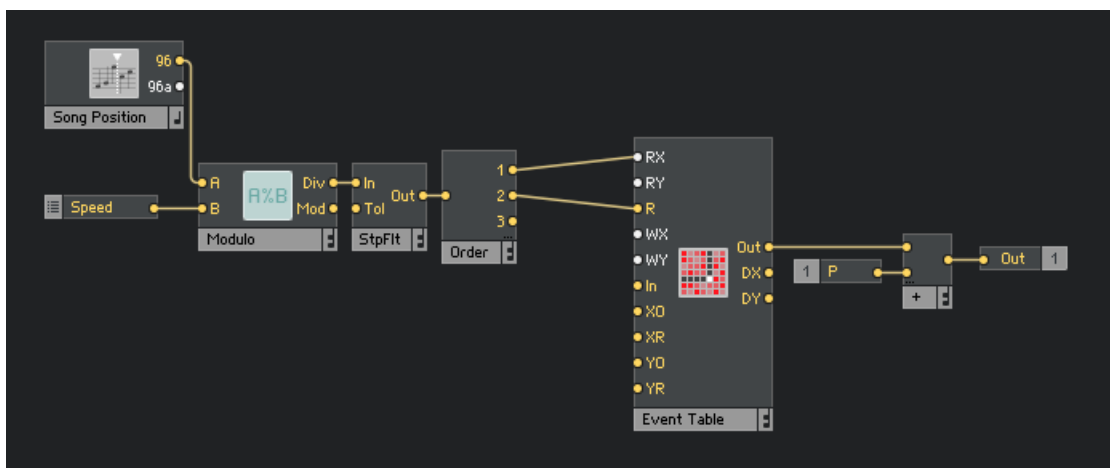 96
96a
Song Position
Speed
A
B
A%B
Div
Mod
Modulo
In
Tol
Out
StpFlt
1
2
3
...
Order
RX
RY
R
WX
WY
In
XO
XR
YO
YR
Out
DX
DY
Event Table
1 P
...
+
Out 1